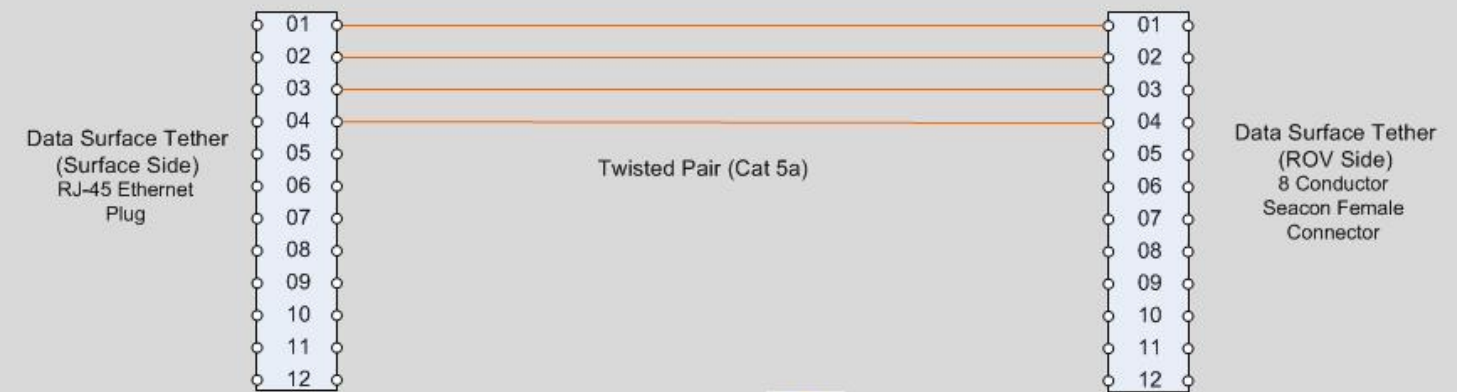 Data Surface Tether
(Surface Side)
RJ-45 Ethernet
Plug
01
02
03
04
05
06
07
08
09
10
11
12
Twisted Pair (Cat 5a)
01
02
03
04
05
06
07
08
09
10
11
12
Data Surface Tether
(ROV Side)
8 Conductor
Seacon Female
Connector